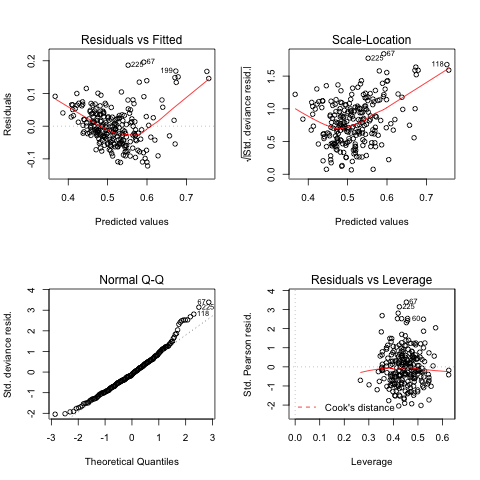 Residuals vs Fitted
Residuals
-0.1 0.0 0.1 0.2
225 67
199
0.4 0.5 0.6 0.7
Predicted values
Scale-Location
√|Std. deviance resid.|
0.0 0.5 1.0 1.5
67
225
118
0.4 0.5 0.6 0.7
Predicted values
Normal Q-Q
Std. deviance resid.
-2 -1 0 1 2 3 4
67
225
118
-3 -2 -1 0 1 2 3
Theoretical Quantiles
Residuals vs Leverage
Std. Pearson resid.
-2 -1 0 1 2 3 4
67
225
60
Cook's distance
0.0 0.1 0.2 0.3 0.4 0.5 0.6
Leverage